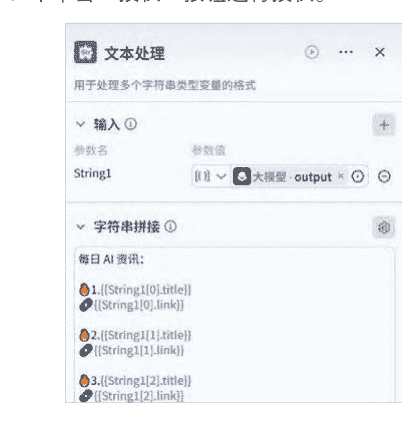 文本处理
用于处理多个字符串类型变量的格式
输入
参数名 参数值
String1 大模型 · output ×
字符串拼接
每日 AI 资讯：
🔥1.{{String1[0].title}}
🔗{{String1[0].link}}
🔥2.{{String1[1].title}}
🔗{{String1[1].link}}
🔥3.{{String1[2].title}}
🔗{{String1[2].link}}